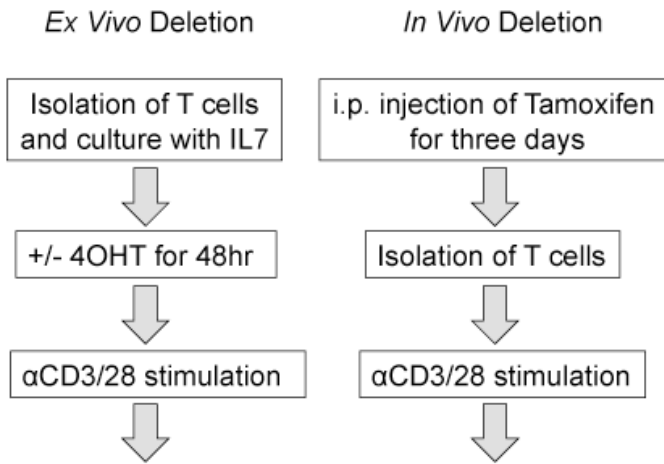 Ex Vivo Deletion
Isolation of T cells
and culture with IL7
+/- 4OHT for 48hr
αCD3/28 stimulation
In Vivo Deletion
i.p. injection of Tamoxifen
for three days
Isolation of T cells
αCD3/28 stimulation